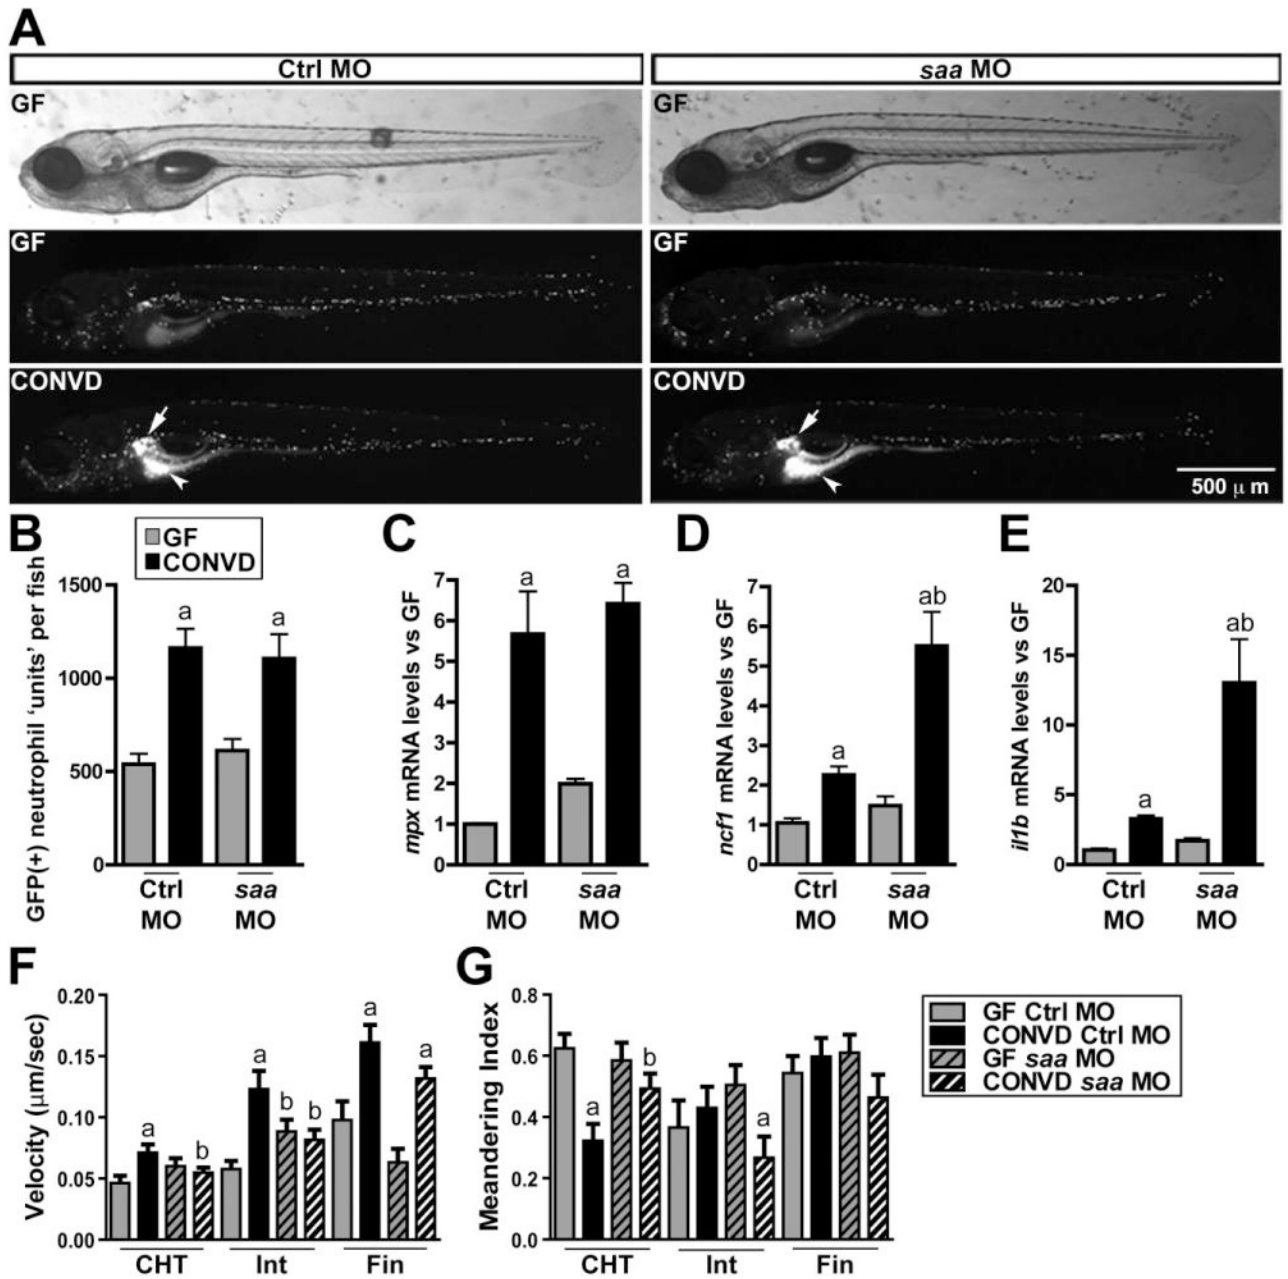 A
Ctrl MO
saa MO
GF
GF
GF
GF
CONVD
CONVD
500 μ m
B
GF
CONVD
GFP(+) neutrophil ‘units’ per fish
1500
1000
500
0
a
a
Ctrl
MO
saa
MO
C
mpx mRNA levels vs GF
7
6
5
4
3
2
1
0
a
a
Ctrl
MO
saa
MO
D
ncf1 mRNA levels vs GF
7
6
5
4
3
2
1
0
a
ab
Ctrl
MO
saa
MO
E
il1b mRNA levels vs GF
20
15
10
5
0
a
ab
Ctrl
MO
saa
MO
F
Velocity (μm/sec)
0.20
0.15
0.10
0.05
0.00
a
b
a
b
b
a
a
CHT
Int
Fin
G
Meandering Index
0.8
0.6
0.4
0.2
0.0
a
b
a
CHT
Int
Fin
GF Ctrl MO
CONVD Ctrl MO
GF saa MO
CONVD saa MO